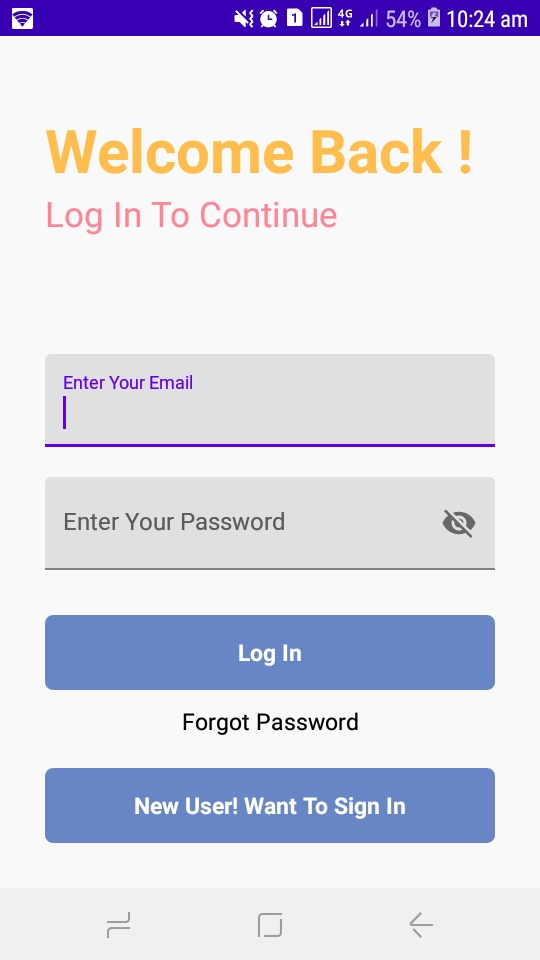 1 4G 54% 10:24 am
Welcome Back !
Log In To Continue
Enter Your Email
Enter Your Password
Log In
Forgot Password
New User! Want To Sign In